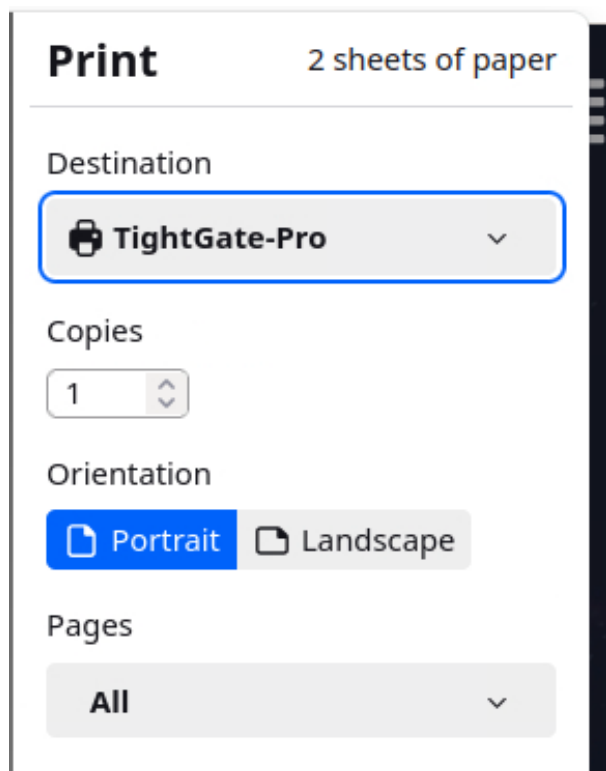 Print 2 sheets of paper
Destination
TightGate-Pro
Copies
1
Orientation
Portrait Landscape
Pages
All